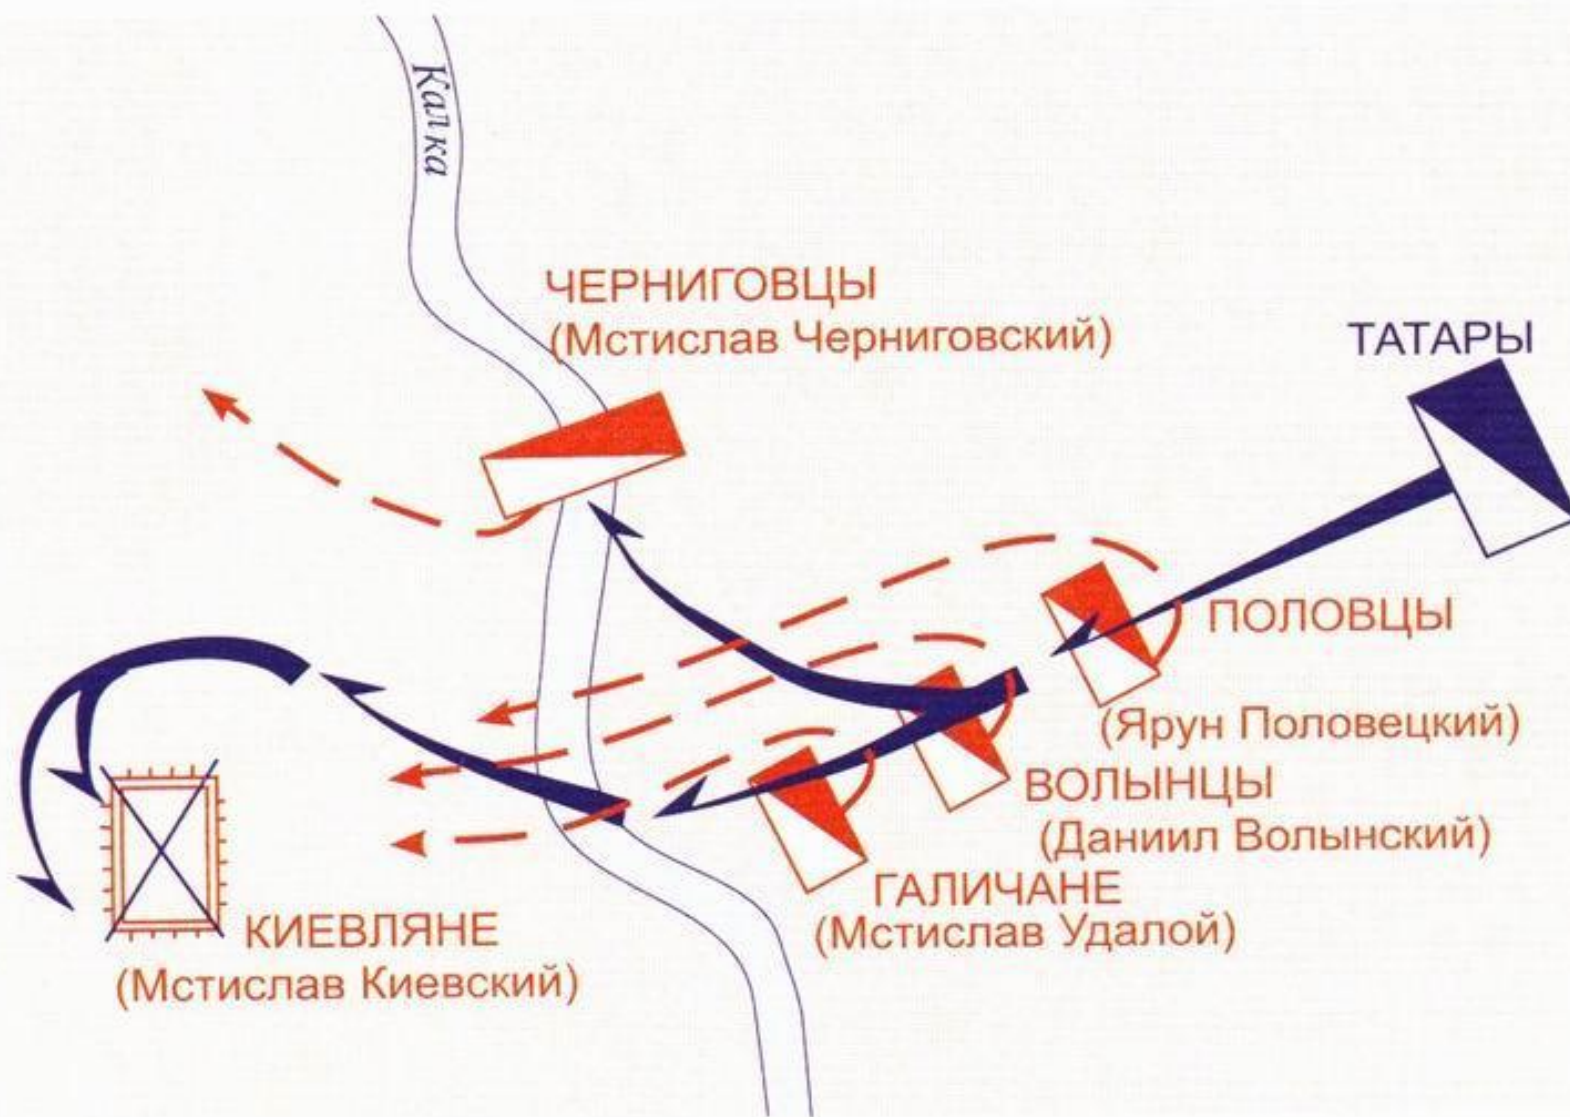 Калка
ЧЕРНИГОВЦЫ
(Мстислав Черниговский)
ТАТАРЫ
ПОЛОВЦЫ
(Ярун Половецкий)
ВОЛЫНЦЫ
(Даниил Волынский)
ГАЛИЧАНЕ
(Мстислав Удалой)
КИЕВЛЯНЕ
(Мстислав Киевский)